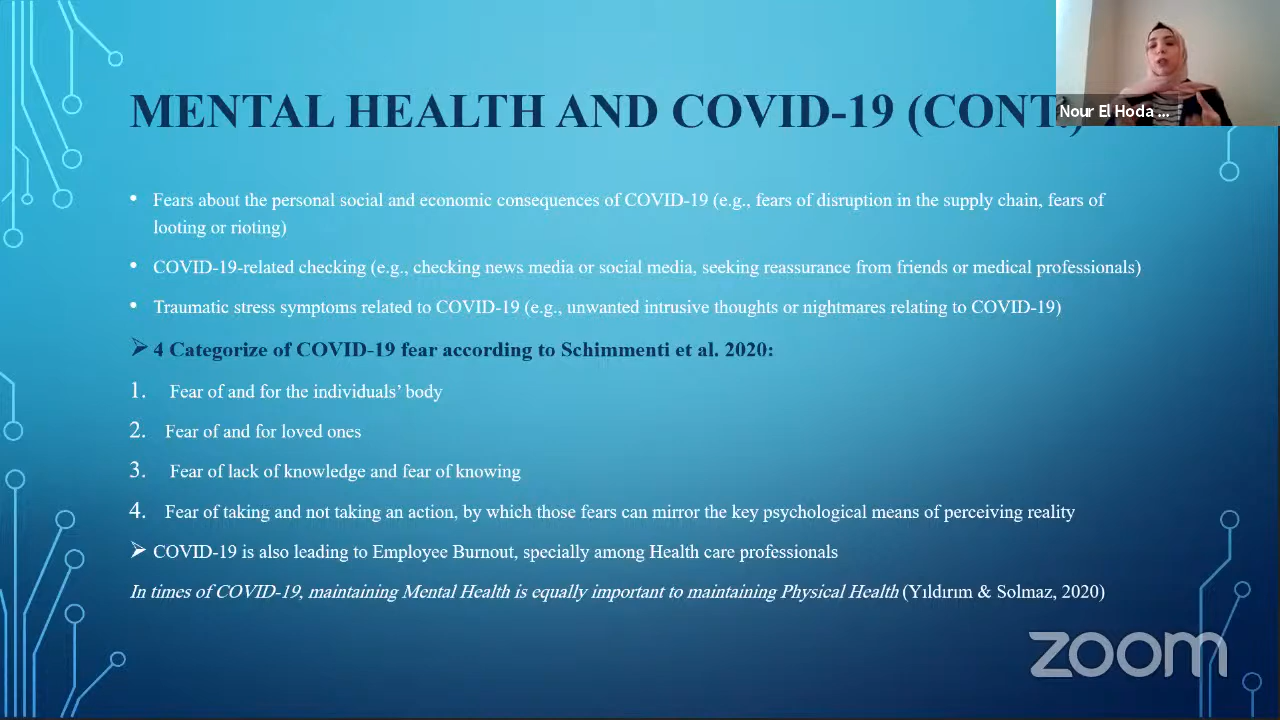 MENTAL HEALTH AND COVID-19 (CONT.)
Nour El Hoda ...
• Fears about the personal social and economic consequences of COVID-19 (e.g., fears of disruption in the supply chain, fears of
looting or rioting)
• COVID-19-related checking (e.g., checking news media or social media, seeking reassurance from friends or medical professionals)
• Traumatic stress symptoms related to COVID-19 (e.g., unwanted intrusive thoughts or nightmares relating to COVID-19)
➢ 4 Categorize of COVID-19 fear according to Schimmenti et al. 2020:
1. Fear of and for the individuals’ body
2. Fear of and for loved ones
3. Fear of lack of knowledge and fear of knowing
4. Fear of taking and not taking an action, by which those fears can mirror the key psychological means of perceiving reality
➢ COVID-19 is also leading to Employee Burnout, specially among Health care professionals
In times of COVID-19, maintaining Mental Health is equally important to maintaining Physical Health (Yıldırım & Solmaz, 2020)
zoom